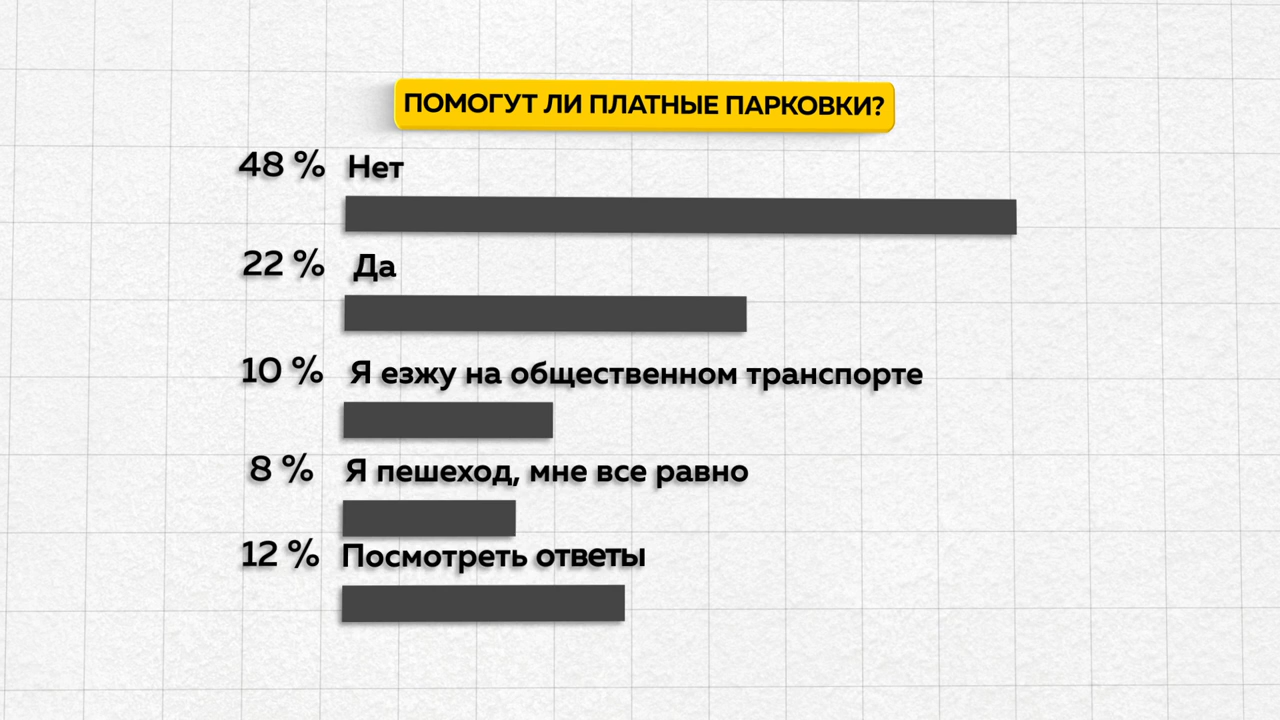 ПОМОГУТ ЛИ ПЛАТНЫЕ ПАРКОВКИ?
48 % Нет
22 % Да
10 % Я езжу на общественном транспорте
8 % Я пешеход, мне все равно
12 % Посмотреть ответы